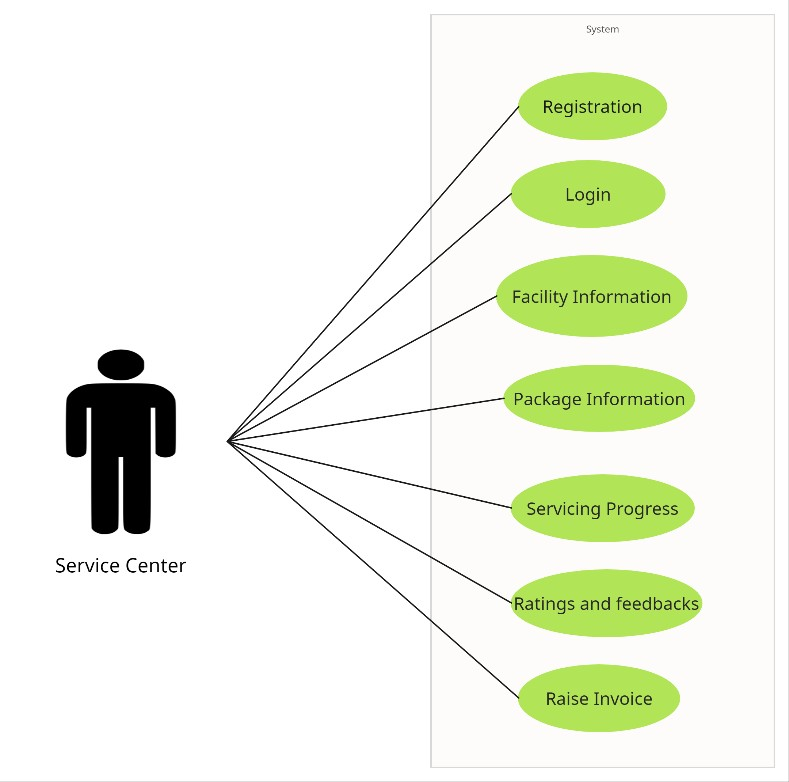 System
Registration
Login
Facility Information
Package Information
Servicing Progress
Service Center
Ratings and feedbacks
Raise Invoice